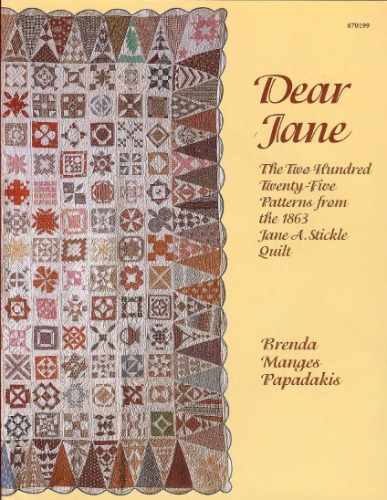 670199
Dear
Jane
The Two Hundred
Twenty-Five
Patterns from
the 1863
Jane A. Stickle
Quilt
Brenda
Manges
Papadakis